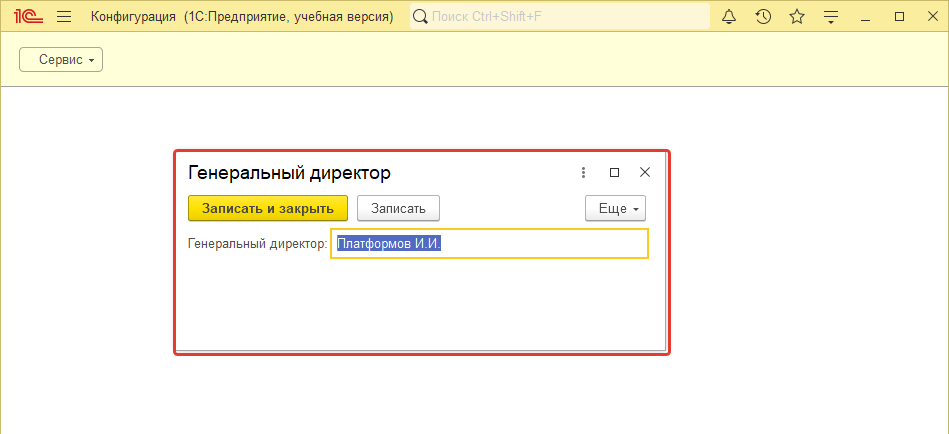 1С Конфигурация (1С:Предприятие, учебная версия) Поиск Ctrl+Shift+F
Сервис
Генеральный директор
Записать и закрыть Записать Еще
Генеральный директор: Платформов И.И.